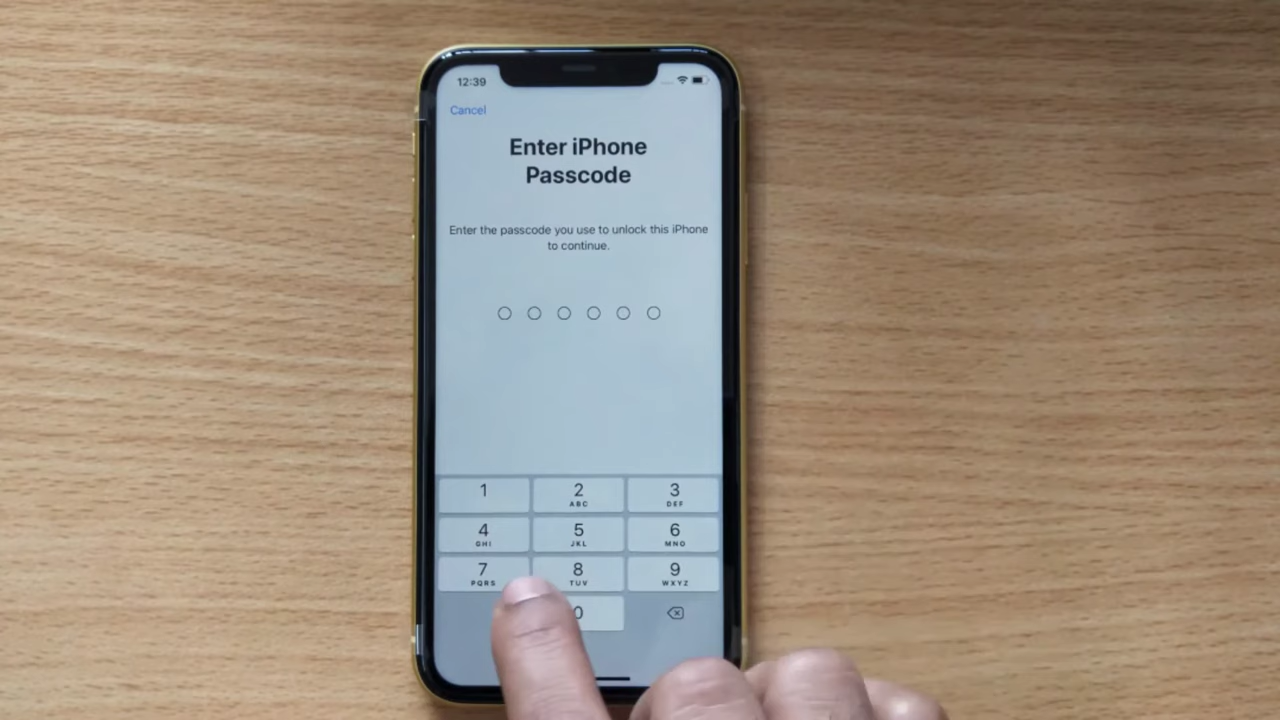 12:39
Cancel
Enter iPhone
Passcode
Enter the passcode you use to unlock this iPhone
to continue.
1 2 3
ABC DEF
4 5 6
GHI JKL MNO
7 8 9
PQRS TUV WXYZ
0